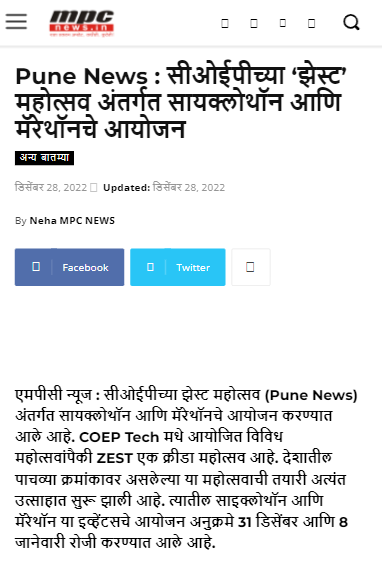 mpc
news.in
Pune News : सीओईपीच्या ‘झेस्ट’
महोत्सव अंतर्गत सायक्लोथॉन आणि
मॅरेथॉनचे आयोजन
अन्य बातम्या
डिसेंबर 28, 2022 Updated: डिसेंबर 28, 2022
By Neha MPC NEWS
Facebook
Twitter
एमपीसी न्यूज : सीओईपीच्या झेस्ट महोत्सव (Pune News)
अंतर्गत सायक्लोथॉन आणि मॅरेथॉनचे आयोजन करण्यात
आले आहे. COEP Tech मधे आयोजित विविध
महोत्सवांपैकी ZEST एक क्रीडा महोत्सव आहे. देशातील
पाचव्या क्रमांकावर असलेल्या या महोत्सवाची तयारी अत्यंत
उत्साहात सुरू झाली आहे. त्यातील साइक्लोथॉन आणि
मॅरेथॉन या इव्हेंटसचे आयोजन अनुक्रमे 31 डिसेंबर आणि 8
जानेवारी रोजी करण्यात आले आहे.